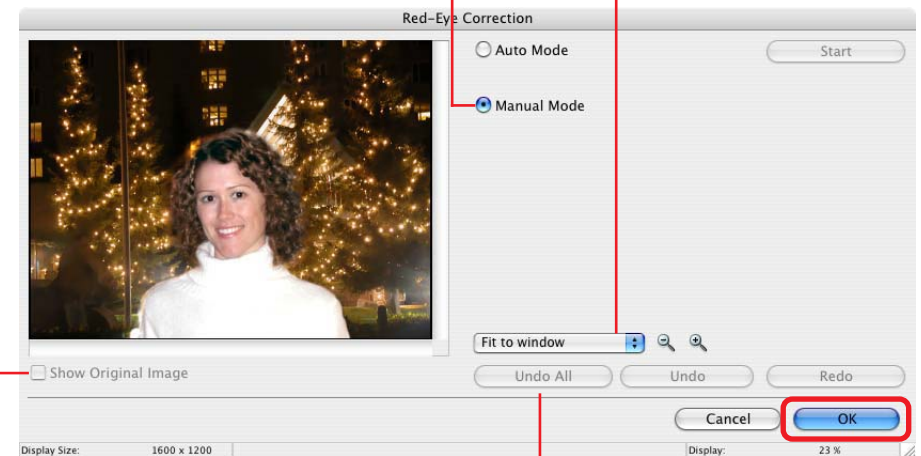 Red-Eye Correction
Auto Mode
Start
Manual Mode
Fit to window
Show Original Image
Undo All
Undo
Redo
Cancel
OK
Display Size: 1600 x 1200
Display: 23 %